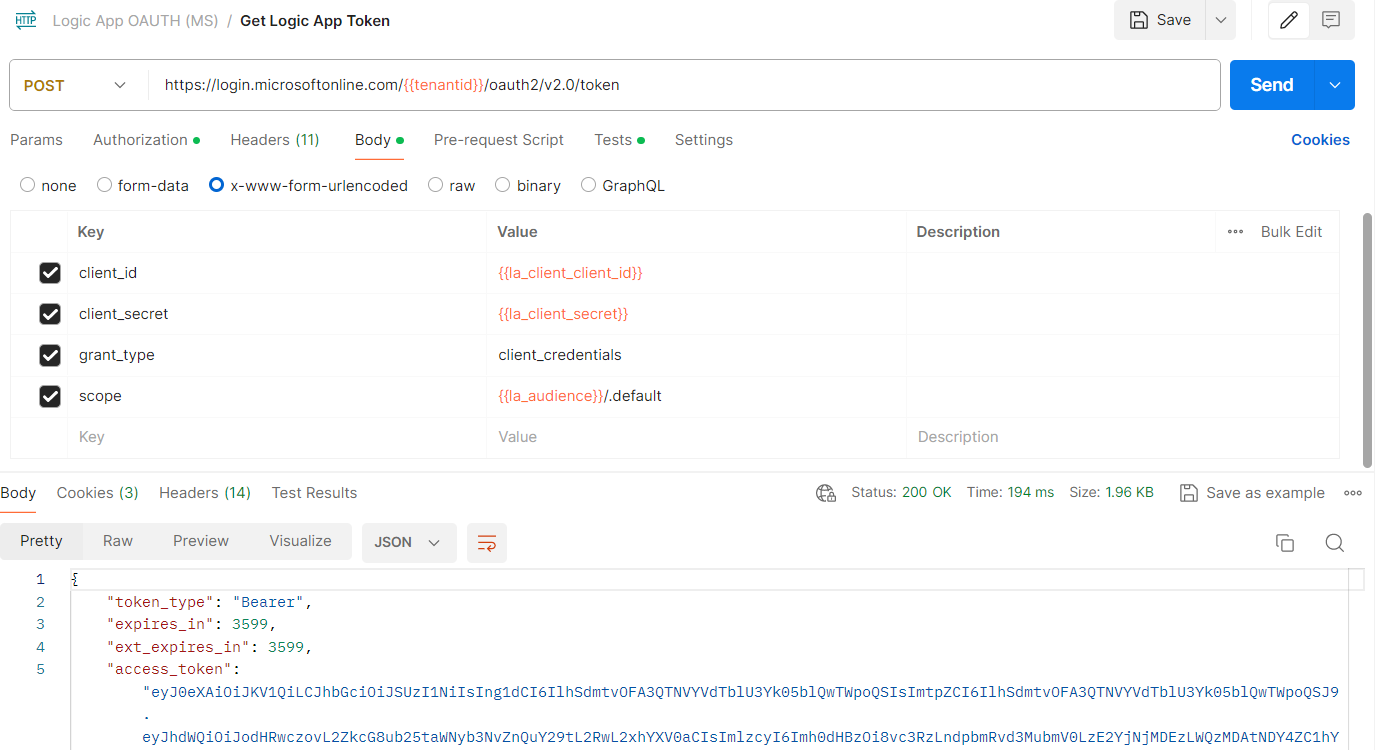 HTTP Logic App OAUTH (MS) / Get Logic App Token Save
POST https://login.microsoftonline.com/{{tenantid}}/oauth2/v2.0/token Send
Params Authorization Headers (11) Body Pre-request Script Tests Settings Cookies
none form-data x-www-form-urlencoded raw binary GraphQL
Key Value Description Bulk Edit
client_id {{la_client_client_id}}
client_secret {{la_client_secret}}
grant_type client_credentials
scope {{la_audience}}/.default
Key Value Description
Body Cookies (3) Headers (14) Test Results Status: 200 OK Time: 194 ms Size: 1.96 KB Save as example
Pretty Raw Preview Visualize JSON
1 {
2 "token_type": "Bearer",
3 "expires_in": 3599,
4 "ext_expires_in": 3599,
5 "access_token":
"eyJ0eXAiOiJKV1QiLCJhbGciOiJSUzI1NiIsIng1dCI6IlhSdmtvOFA3QTNVYVdTblU3Yk05blQwTWpoQSIsImtpZCI6IlhSdmtvOFA3QTNVYVdTblU3Yk05blQwTWpoQSJ9
.